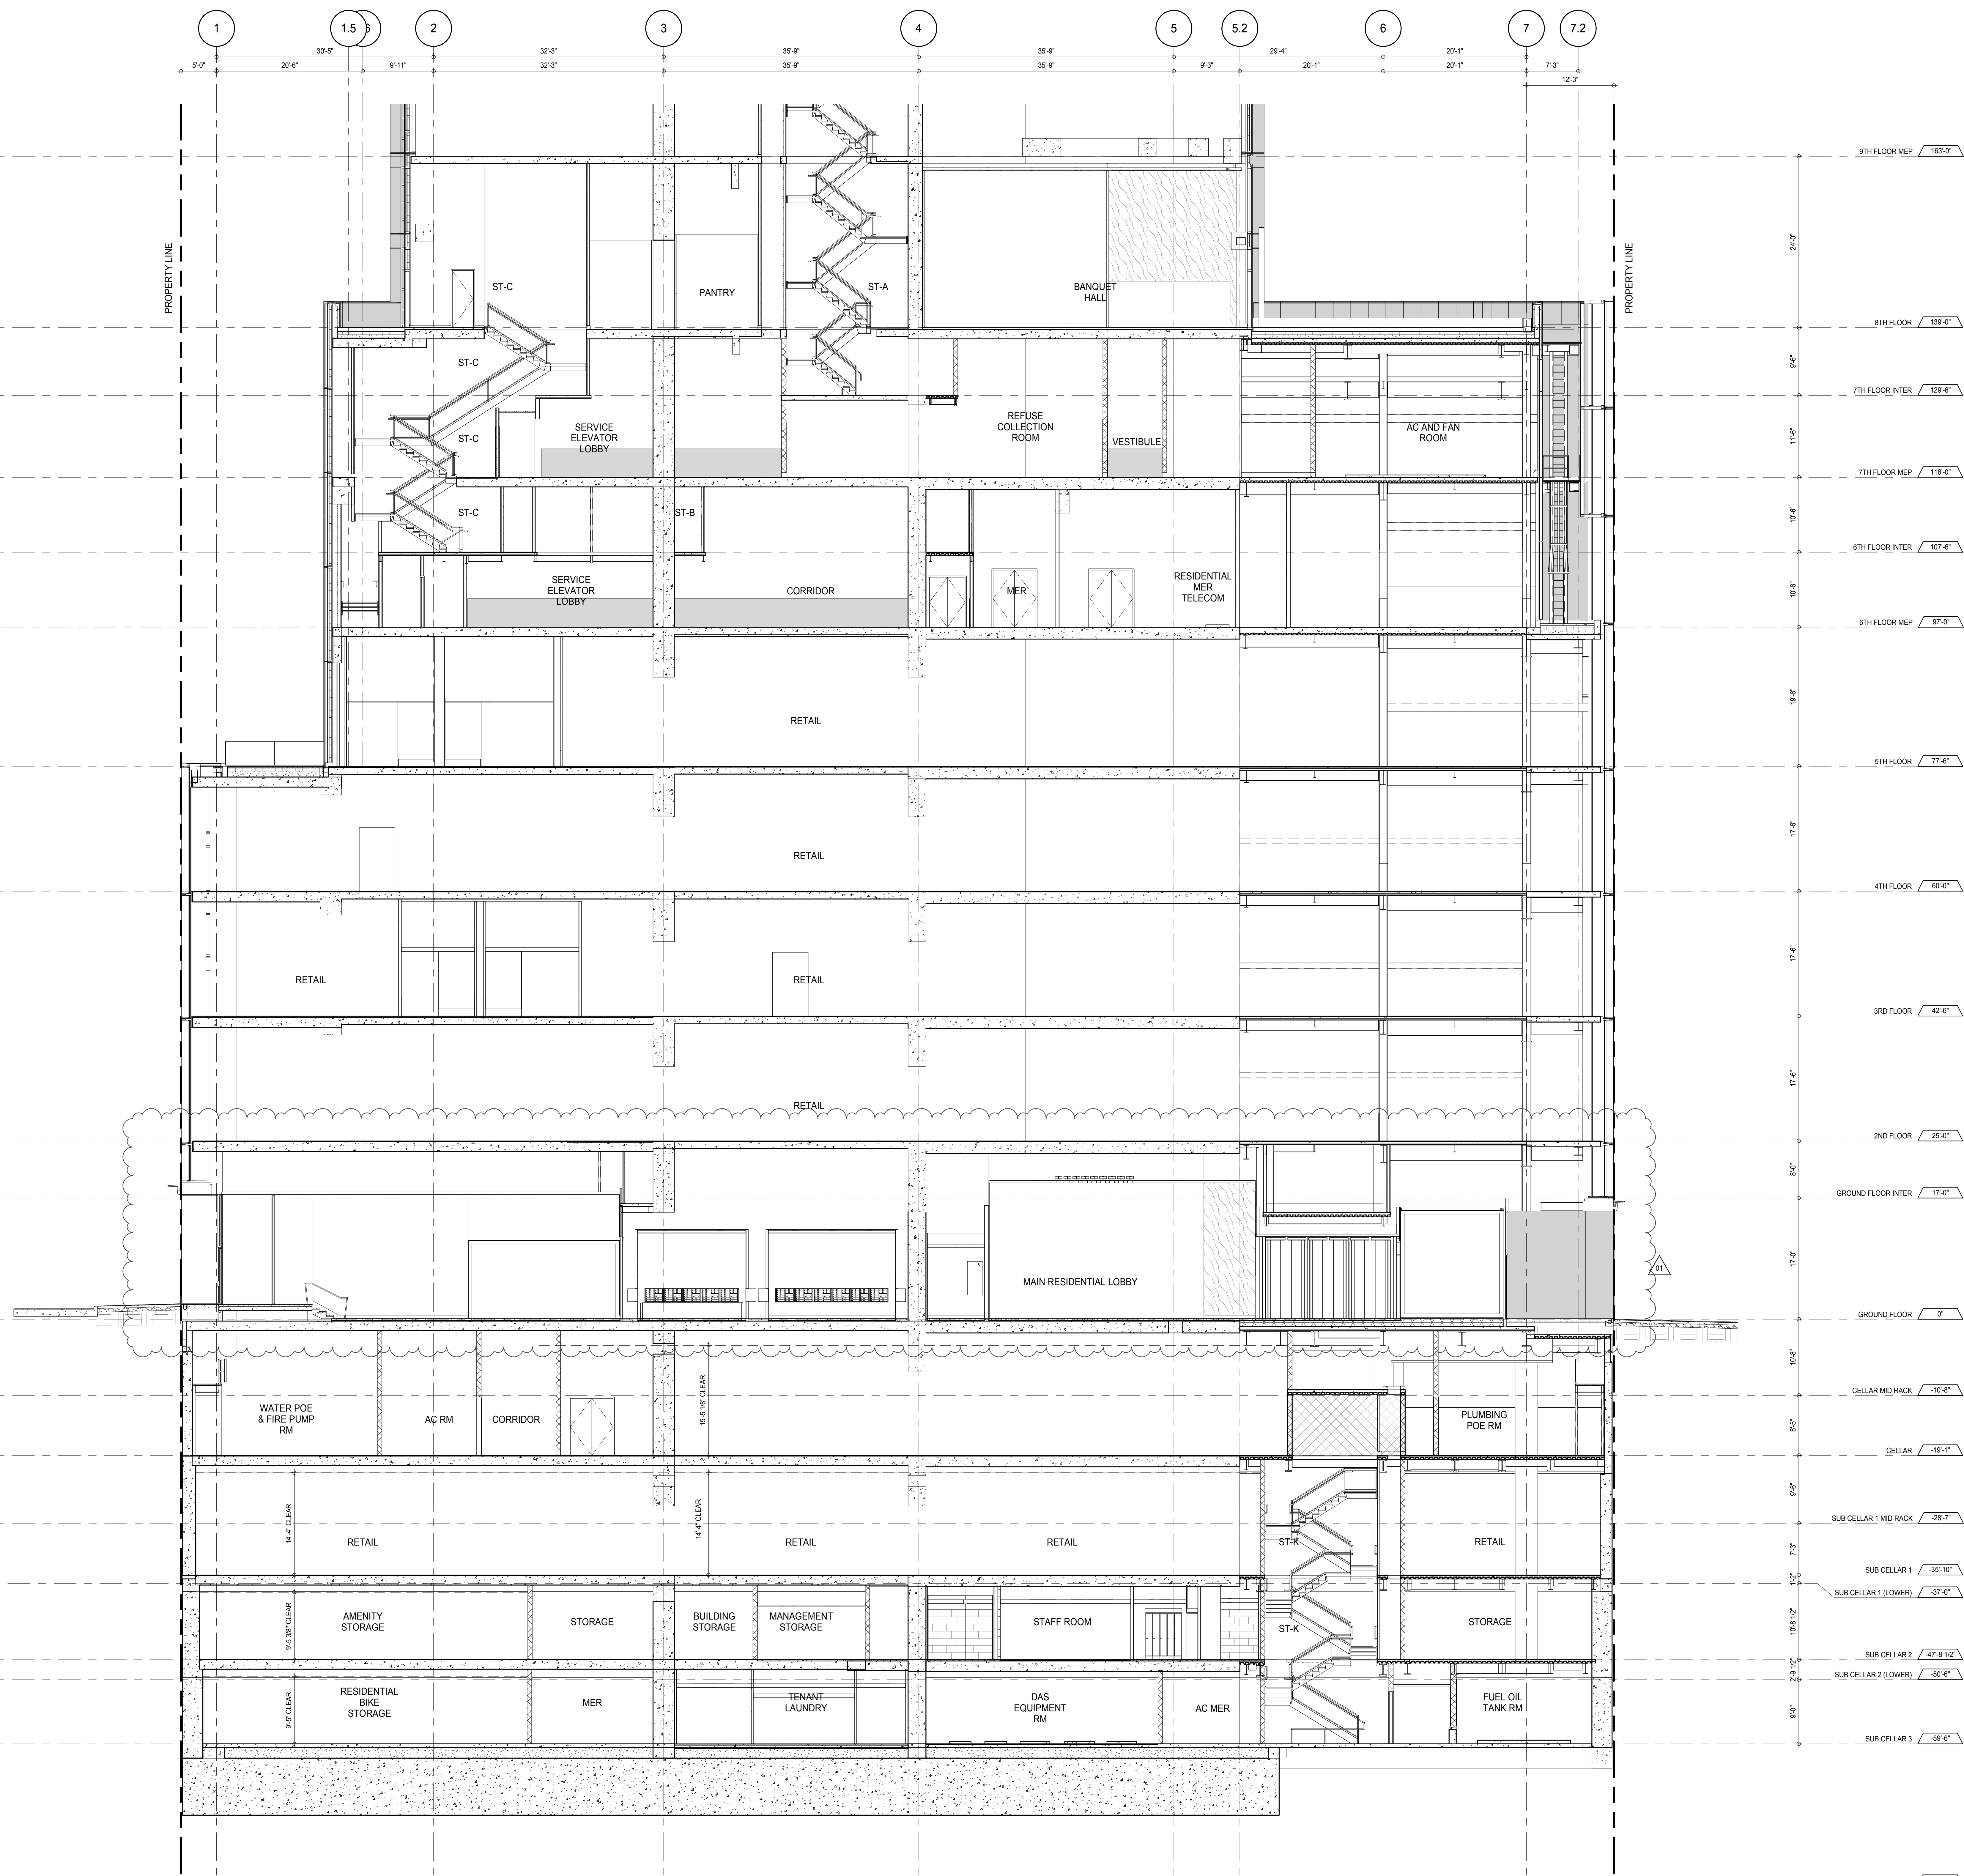 1
1.5
2
3
4
5
5.2
6
7
7.2
30'-5"
32'-3"
35'-9"
35'-9"
29'-4"
20'-1"
5'-0"
20'-6"
9'-11"
32'-3"
35'-9"
35'-9"
9'-3"
20'-1"
20'-1"
7'-3"
12'-3"
9TH FLOOR MEP 163'-0"
24'-0"
PROPERTY LINE
PROPERTY LINE
ST-C
PANTRY
ST-A
BANQUET
HALL
8TH FLOOR 139'-0"
9'-6"
ST-C
7TH FLOOR INTER 129'-6"
11'-6"
ST-C
SERVICE
ELEVATOR
LOBBY
REFUSE
COLLECTION
ROOM
VESTIBULE
AC AND FAN
ROOM
7TH FLOOR MEP 118'-0"
10'-6"
ST-C
ST-B
6TH FLOOR INTER 107'-6"
10'-6"
SERVICE
ELEVATOR
LOBBY
CORRIDOR
MER
RESIDENTIAL
MER
TELECOM
6TH FLOOR MEP 97'-0"
19'-6"
RETAIL
5TH FLOOR 77'-6"
17'-6"
RETAIL
4TH FLOOR 60'-0"
17'-6"
RETAIL
RETAIL
3RD FLOOR 42'-6"
17'-6"
RETAIL
2ND FLOOR 25'-0"
8'-0"
GROUND FLOOR INTER 17'-0"
17'-0"
01
MAIN RESIDENTIAL LOBBY
GROUND FLOOR 0"
10'-8"
CELLAR MID RACK -10'-8"
8'-5"
WATER POE
& FIRE PUMP
RM
AC RM
CORRIDOR
15'-5 1/8" CLEAR
PLUMBING
POE RM
CELLAR -19'-1"
9'-6"
SUB CELLAR 1 MID RACK -28'-7"
7'-3"
14'-4" CLEAR
RETAIL
14'-4" CLEAR
RETAIL
RETAIL
ST-K
RETAIL
SUB CELLAR 1 -35'-10"
1'-2"
SUB CELLAR 1 (LOWER) -37'-0"
10'-8 1/2"
9'-5 3/8" CLEAR
AMENITY
STORAGE
STORAGE
BUILDING
STORAGE
MANAGEMENT
STORAGE
STAFF ROOM
ST-K
STORAGE
SUB CELLAR 2 -47'-8 1/2"
2'-9 1/2"
SUB CELLAR 2 (LOWER) -50'-6"
9'-0"
9'-5" CLEAR
RESIDENTIAL
BIKE
STORAGE
MER
TENANT
LAUNDRY
DAS
EQUIPMENT
RM
AC MER
FUEL OIL
TANK RM
SUB CELLAR 3 -59'-6"